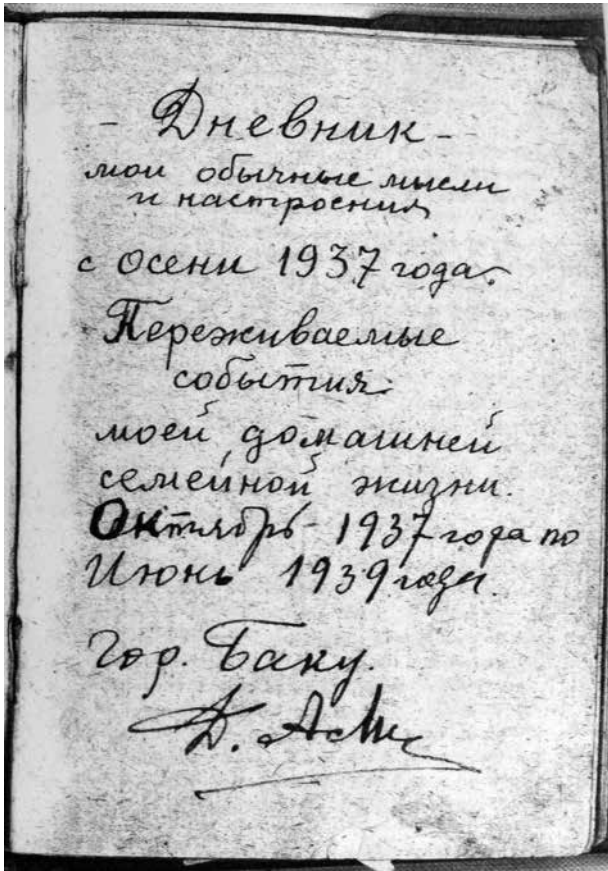 - Дневник -
мои обычные мысли
и настроения
с осени 1937 года.
Переживаемые
события
моей домашней
семейной жизни.
Октябрь 1937 года по
Июнь 1939 года.
гор. Баку.
Д.